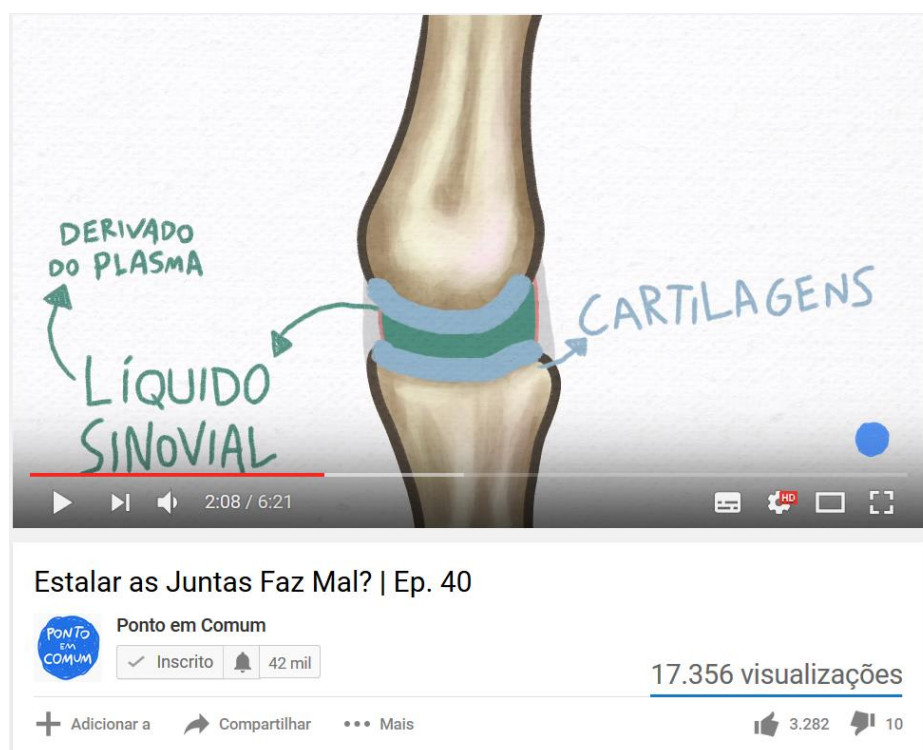 DERIVADO
DO PLASMA
LÍQUIDO
SINOVIAL
CARTILAGENS
2:08 / 6:21
HD
Estalar as Juntas Faz Mal? | Ep. 40
PONTO
EM
COMUM
Ponto em Comum
Inscrito 42 mil
17.356 visualizações
Adicionar a Compartilhar Mais 3.282 10